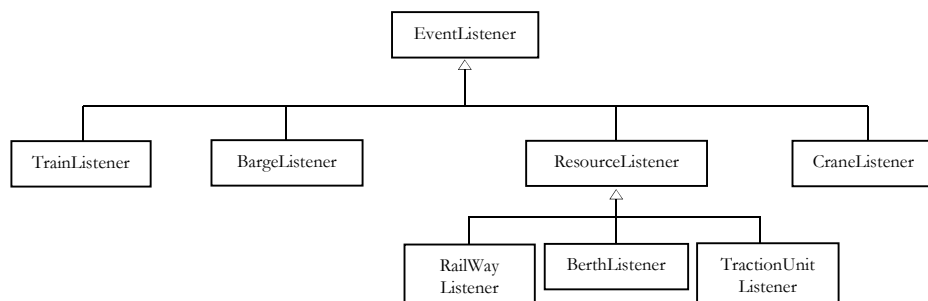 EventListener
TrainListener
BargeListener
ResourceListener
CraneListener
RailWay
Listener
BerthListener
TractionUnit
Listener